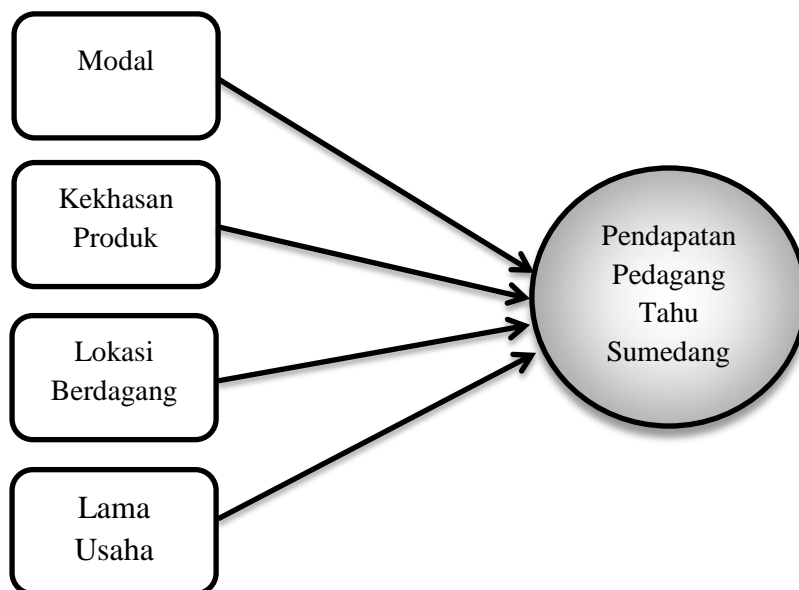 Modal
Kekhasan
Produk
Lokasi
Berdagang
Lama
Usaha
Pendapatan
Pedagang
Tahu
Sumedang